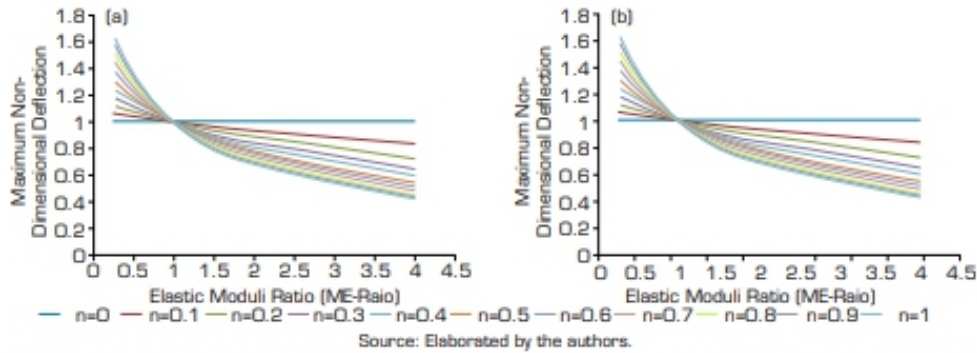 (a)
Maximum Non-
Dimensional Deflection
1.8
1.6
1.4
1.2
1
0.8
0.6
0.4
0.2
0
0 0.5 1 1.5 2 2.5 3 3.5 4 4.5
Elastic Moduli Ratio (ME-Raio)
(b)
Maximum Non-
Dimensional Deflection
1.8
1.6
1.4
1.2
1
0.8
0.6
0.4
0.2
0
0 0.5 1 1.5 2 2.5 3 3.5 4 4.5
Elastic Moduli Ratio (ME-Raio)
n=0 n=0.1 n=0.2 n=0.3 n=0.4 n=0.5 n=0.6 n=0.7 n=0.8 n=0.9 n=1
Source: Elaborated by the authors.